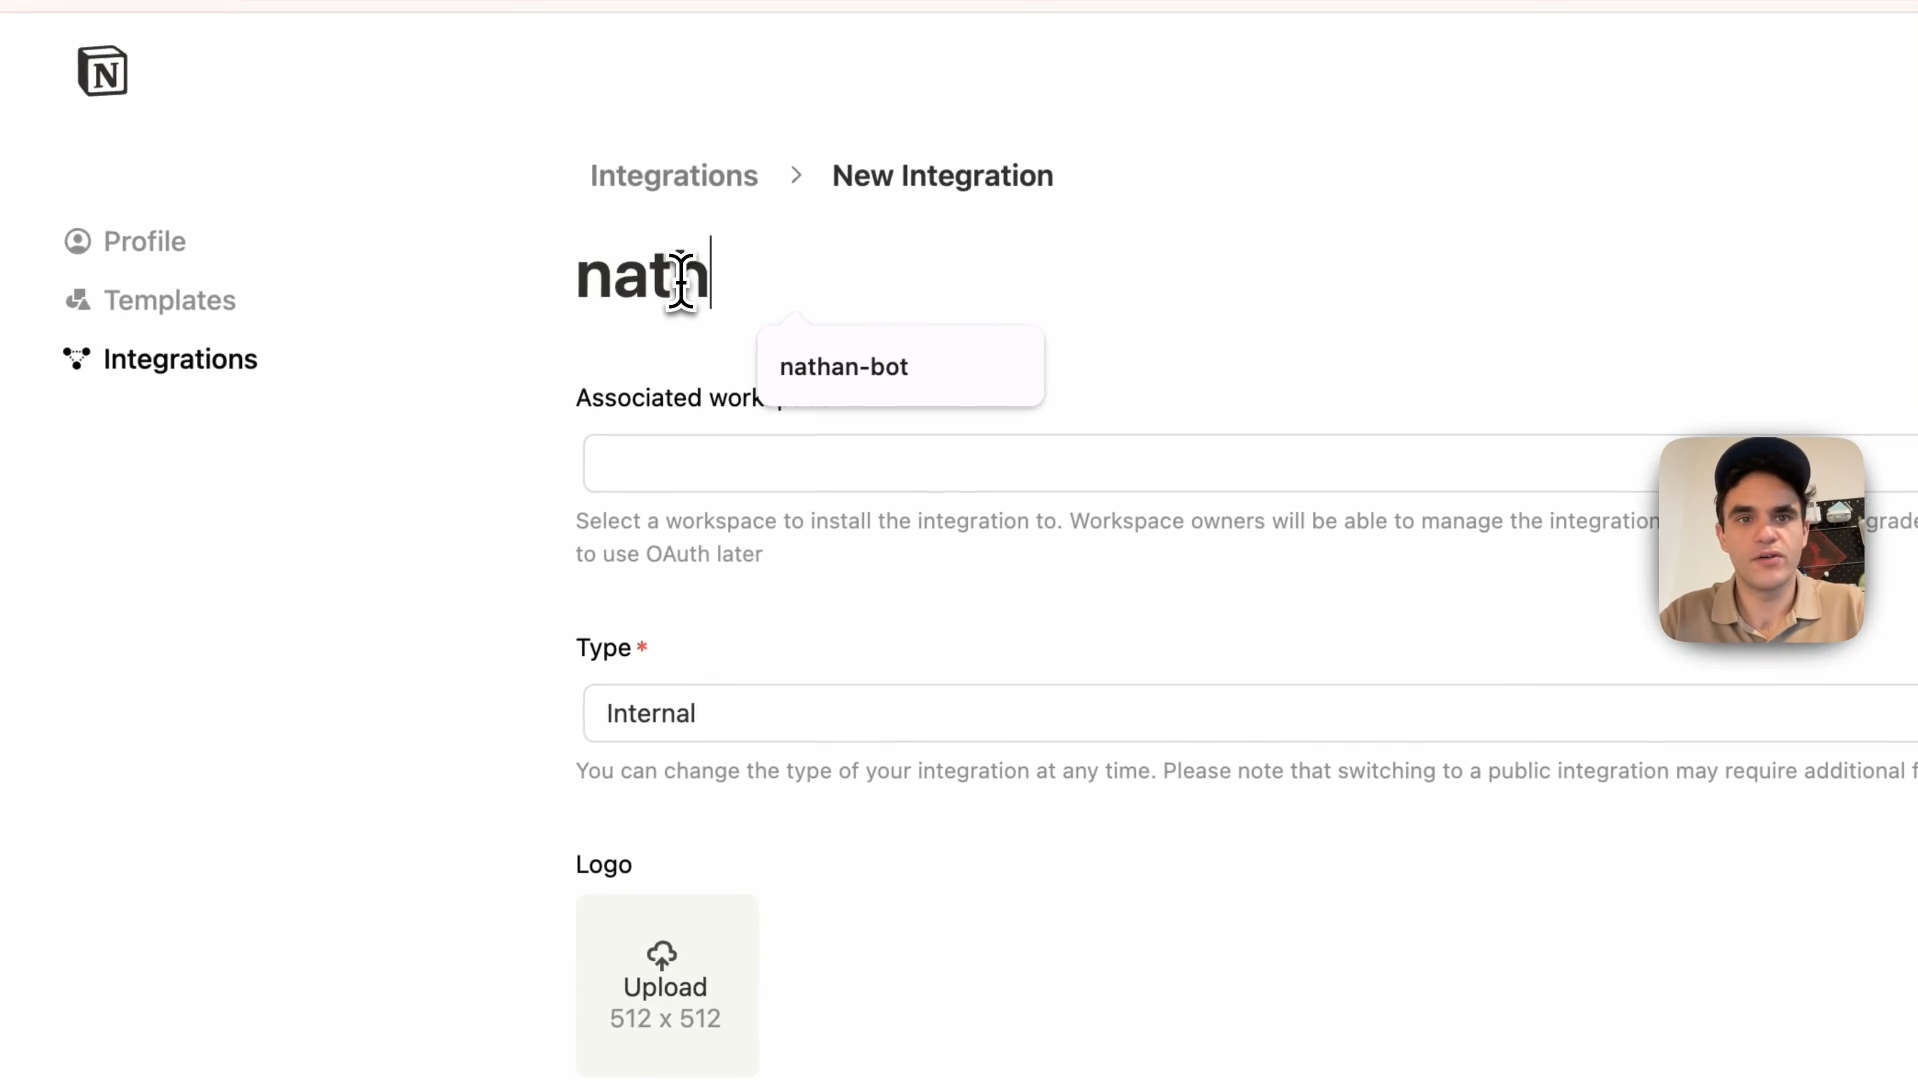 N
Integrations > New Integration
Profile
nath
Templates
nathan-bot
Integrations
Associated work
Select a workspace to install the integration to. Workspace owners will be able to manage the integration grade
to use OAuth later
Type *
Internal
You can change the type of your integration at any time. Please note that switching to a public integration may require additional f
Logo
Upload
512 x 512